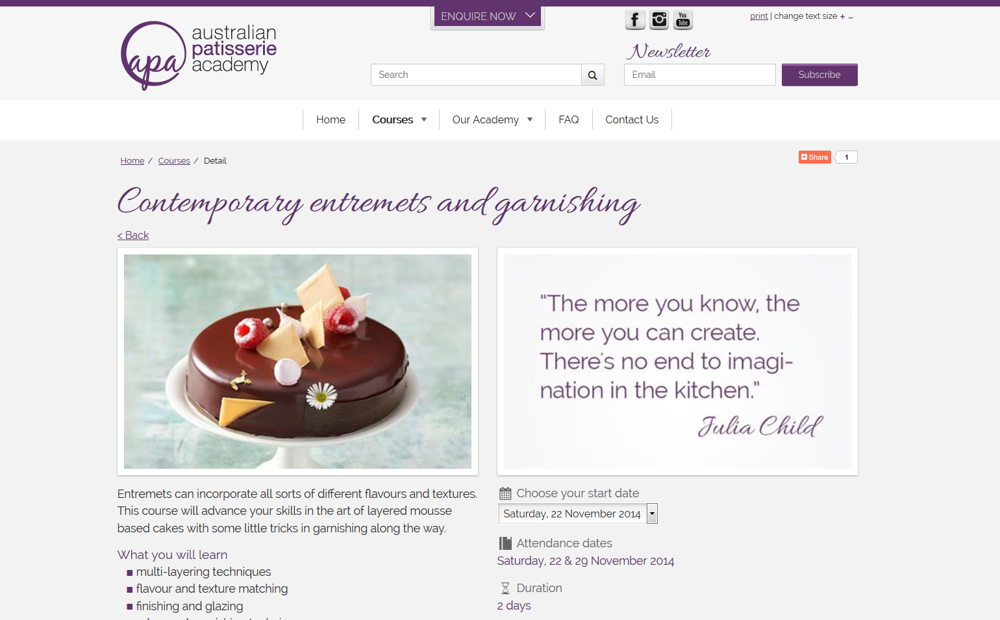 ENQUIRE NOW
print | change text size + –
apa
australian
patisserie
academy
You
Tube
Newsletter
Search
Email
Subscribe
Home
Courses
Our Academy
FAQ
Contact Us
Home / Courses / Detail
Share 1
Contemporary entremets and garnishing
< Back
“The more you know, the
more you can create.
There's no end to imagi-
nation in the kitchen.”
Julia Child
Entremets can incorporate all sorts of different flavours and textures.
This course will advance your skills in the art of layered mousse
based cakes with some little tricks in garnishing along the way.
What you will learn
multi-layering techniques
flavour and texture matching
finishing and glazing
Choose your start date
Saturday, 22 November 2014
Attendance dates
Saturday, 22 & 29 November 2014
Duration
2 days